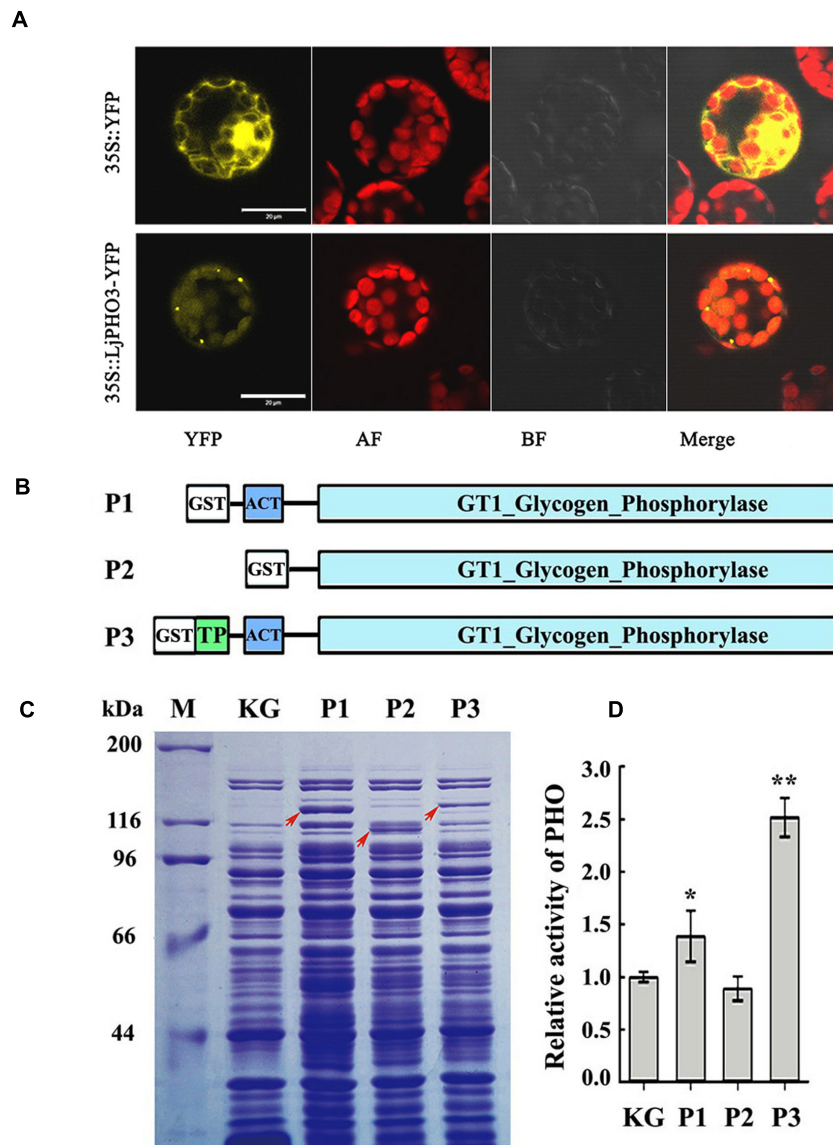 A
35S::YFP
20 μm
35S::LjPHO3-YFP
20 μm
YFP AF BF Merge
B
P1 GST ACT GT1_Glycogen_Phosphorylase
P2 GST GT1_Glycogen_Phosphorylase
P3 GST TP ACT GT1_Glycogen_Phosphorylase
C
kDa M KG P1 P2 P3
200
116
96
66
44
D
Relative activity of PHO
3.0
2.5
2.0
1.5
1.0
0.5
0.0
*
**
KG P1 P2 P3